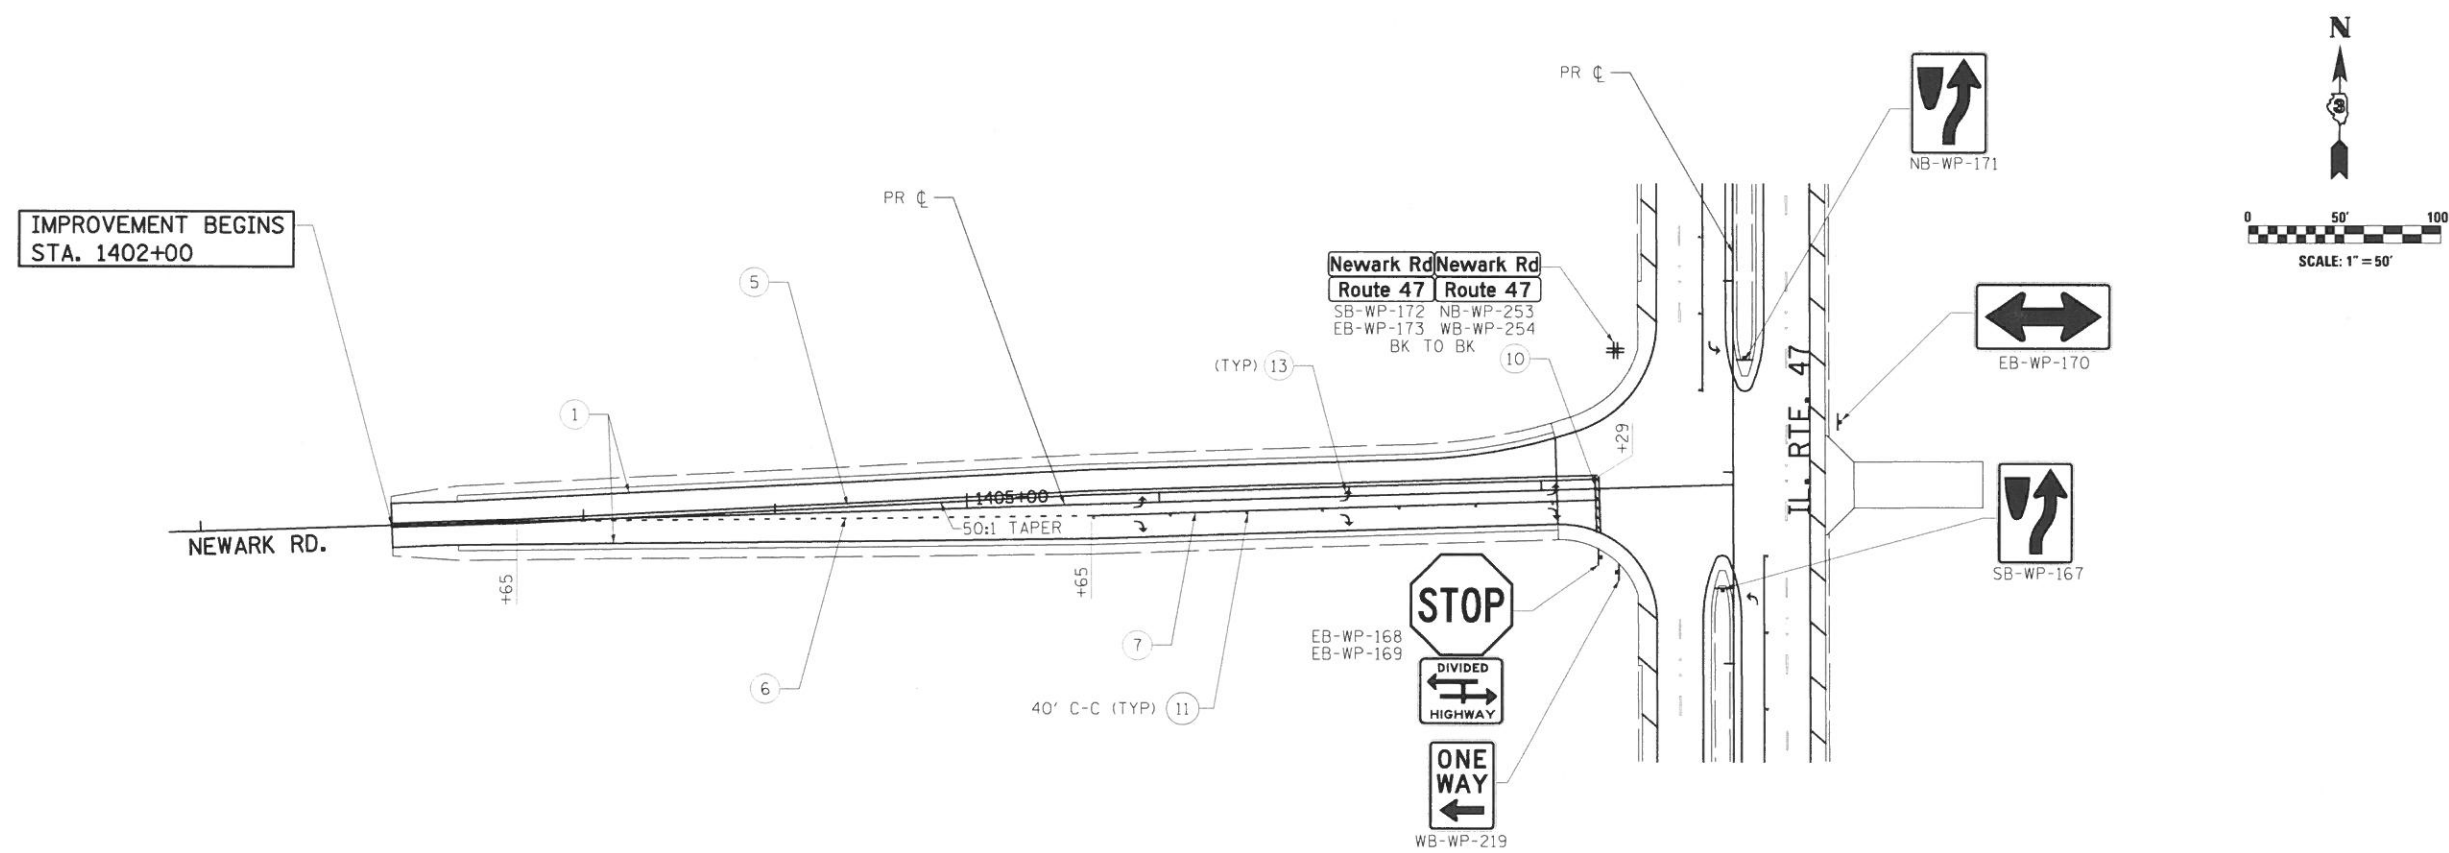 N
3
0 50' 100
SCALE: 1" = 50'
PR ℄
NB-WP-171
PR ℄
IMPROVEMENT BEGINS
STA. 1402+00
5
Newark Rd Newark Rd
Route 47 Route 47
SB-WP-172 NB-WP-253
EB-WP-173 WB-WP-254
BK TO BK
10
(TYP) 13
EB-WP-170
1
+29
IL. RTE. 47
1405+00
50:1 TAPER
NEWARK RD.
+65
+65
SB-WP-167
STOP
EB-WP-168
EB-WP-169
7
DIVIDED
HIGHWAY
6
40' C-C (TYP) 11
ONE
WAY
WB-WP-219